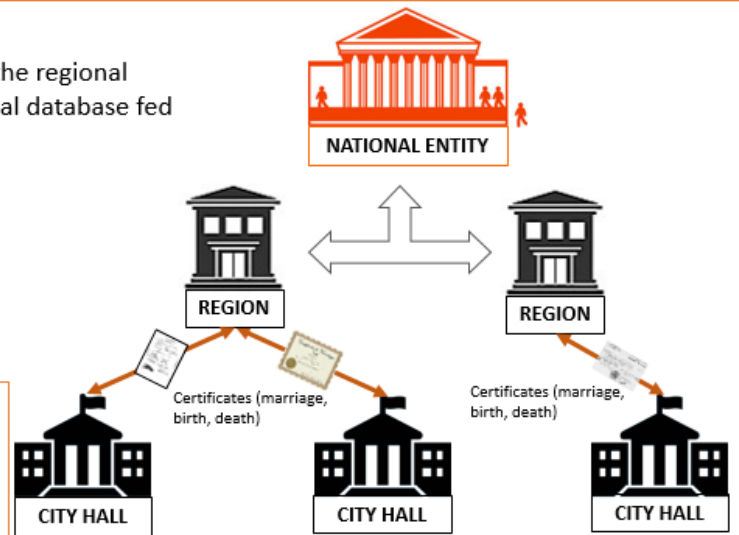 the regional
al database fed
NATIONAL ENTITY
REGION
REGION
Certificates (marriage,
birth, death)
Certificates (marriage,
birth, death)
CITY HALL
CITY HALL
CITY HALL